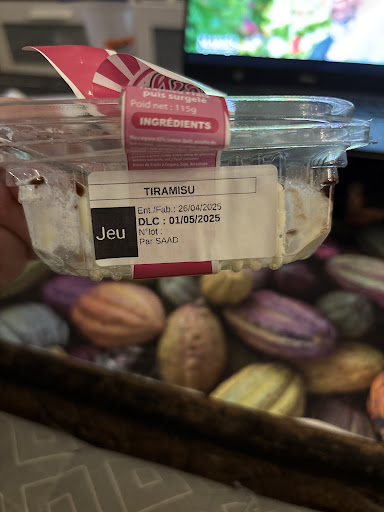 puis surgelé
Poids net : 115g
INGRÉDIENTS
TIRAMISU
Ent./Fab.: 26/04/2025
DLC : 01/05/2025
N°lot :
Par SAAD
Jeu